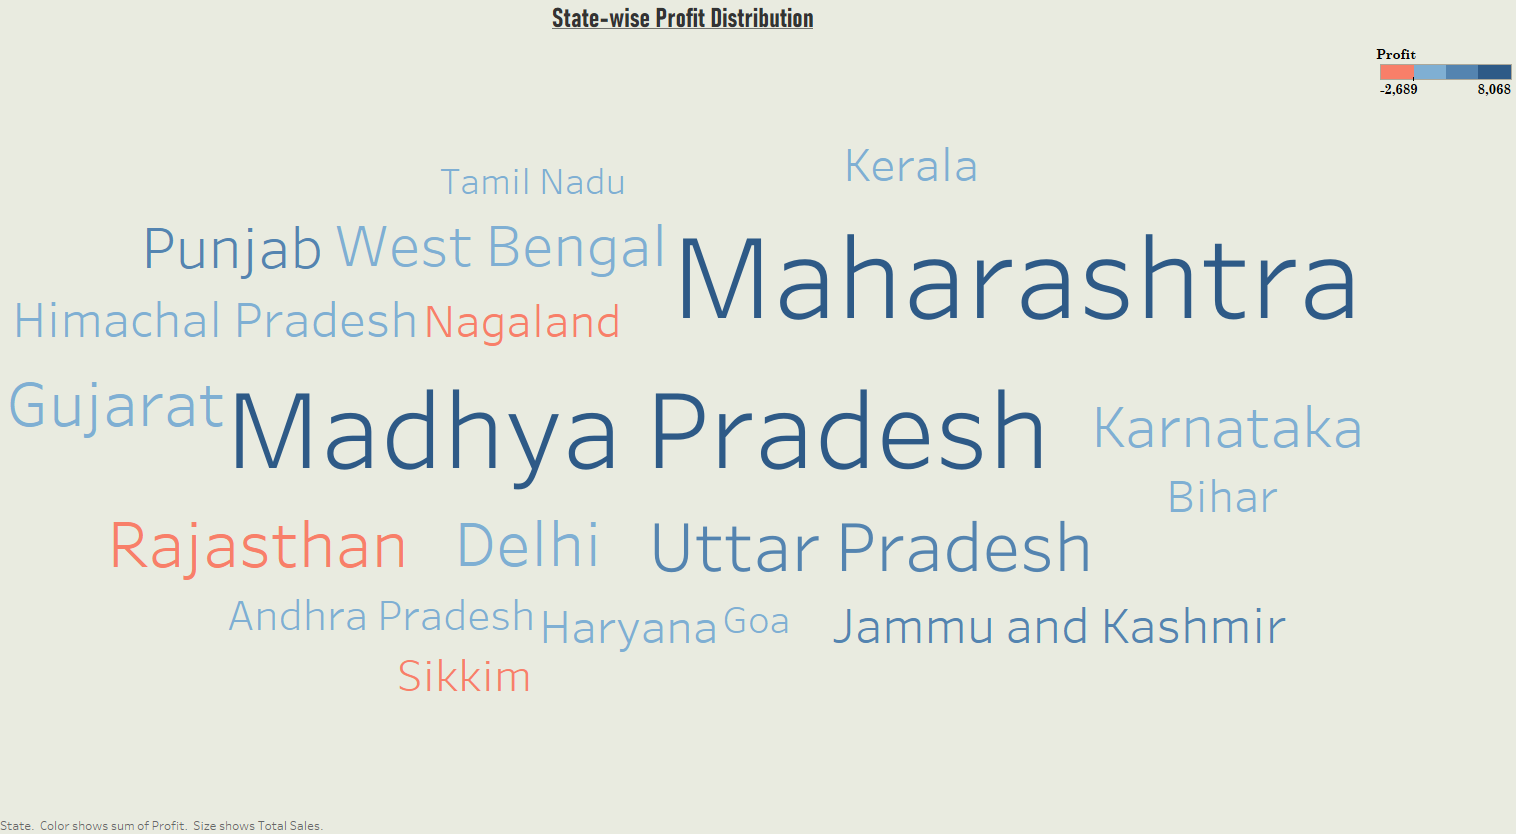 State-wise Profit Distribution
Profit
-2,689 8,068
Kerala
Tamil Nadu
Punjab West Bengal Maharashtra
Himachal Pradesh Nagaland
Gujarat Madhya Pradesh Karnataka
Bihar
Rajasthan Delhi Uttar Pradesh
Andhra Pradesh Haryana Goa Jammu and Kashmir
Sikkim
State. Color shows sum of Profit. Size shows Total Sales.